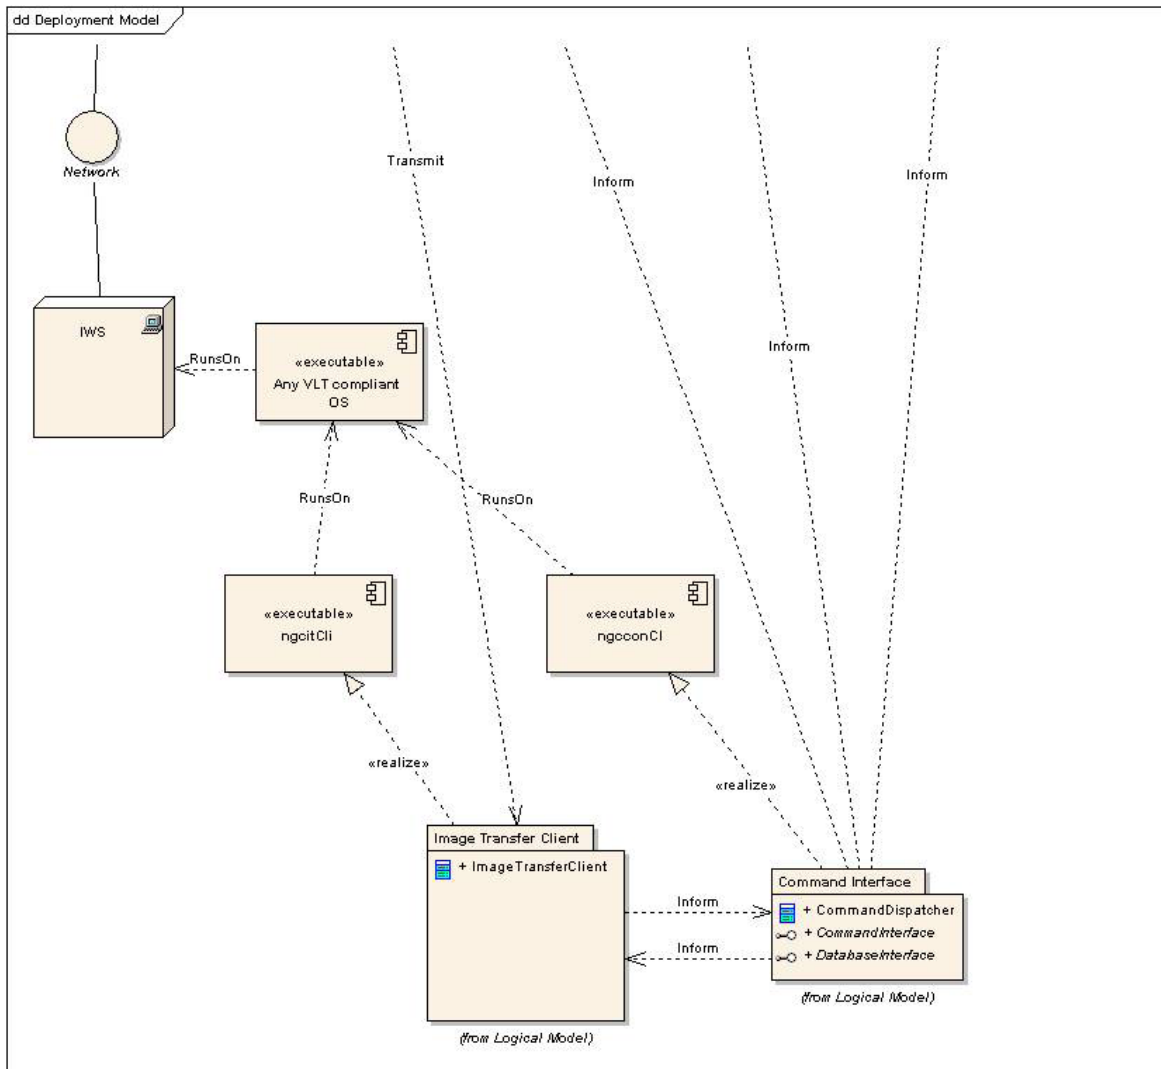 dd Deployment Model
Transmit
Network
Inform
Inform
Inform
IWS
RunsOn
«executable»
Any VLT compliant
OS
RunsOn
RunsOn
«executable»
ngcitCli
«executable»
ngcconCI
«realize»
«realize»
Image Transfer Client
+ ImageTransferClient
Command Interface
+ CommandDispatcher
+ CommandInterface
+ DatabaseInterface
Inform
Inform
(from Logical Model)
(from Logical Model)